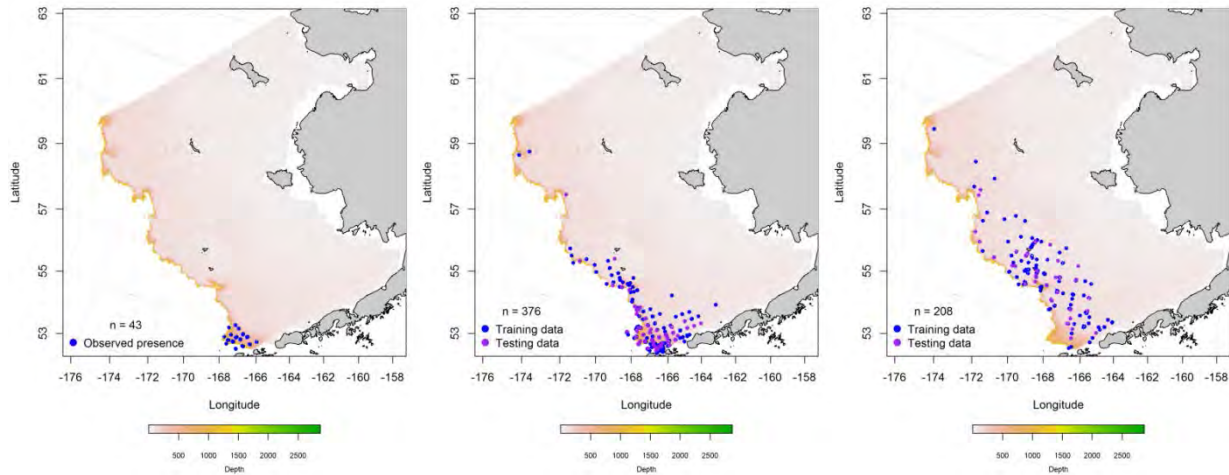 63
61
59
57
55
53
Latitude
n = 43
Observed presence
-176 -174 -172 -170 -168 -166 -164 -162 -160 -158
Longitude
500 1000 1500 2000 2500
Depth
63
61
59
57
55
53
Latitude
n = 376
Training data
Testing data
-176 -174 -172 -170 -168 -166 -164 -162 -160 -158
Longitude
500 1000 1500 2000 2500
Depth
63
61
59
57
55
53
Latitude
n = 208
Training data
Testing data
-176 -174 -172 -170 -168 -166 -164 -162 -160 -158
Longitude
500 1000 1500 2000 2500
Depth